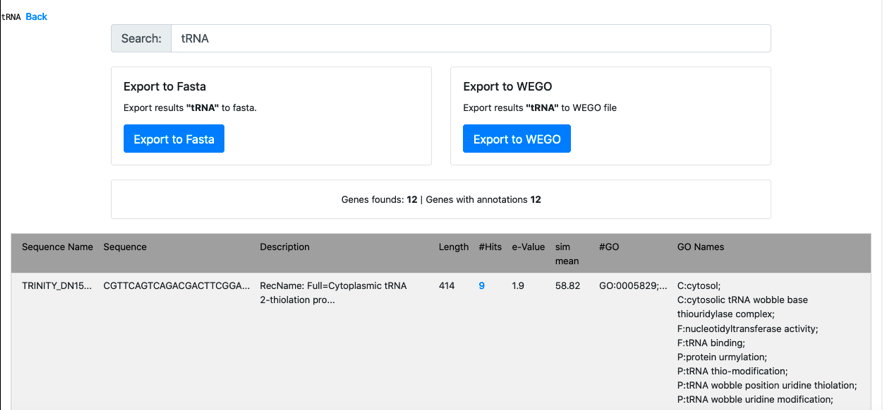 tRNA Back
Search: tRNA
Export to Fasta Export to WEGO
Export results "tRNA" to fasta. Export results "tRNA" to WEGO file
Export to Fasta Export to WEGO
Genes founds: 12 | Genes with annotations 12
Sequence Name Sequence Description Length #Hits e-Value sim mean #GO GO Names
TRINITY_DN15... CGTTCAGTCAGACGACTTCGGA... RecName: Full=Cytoplasmic tRNA 414 9 1.9 58.82 GO:0005829;... C:cytosol;
2-thiolation pro... C:cytosolic tRNA wobble base
thiouridylase complex;
F:nucleotidyltransferase activity;
F:tRNA binding;
P:protein urmylation;
P:tRNA thio-modification;
P:tRNA wobble position uridine thiolation;
P:tRNA wobble uridine modification;